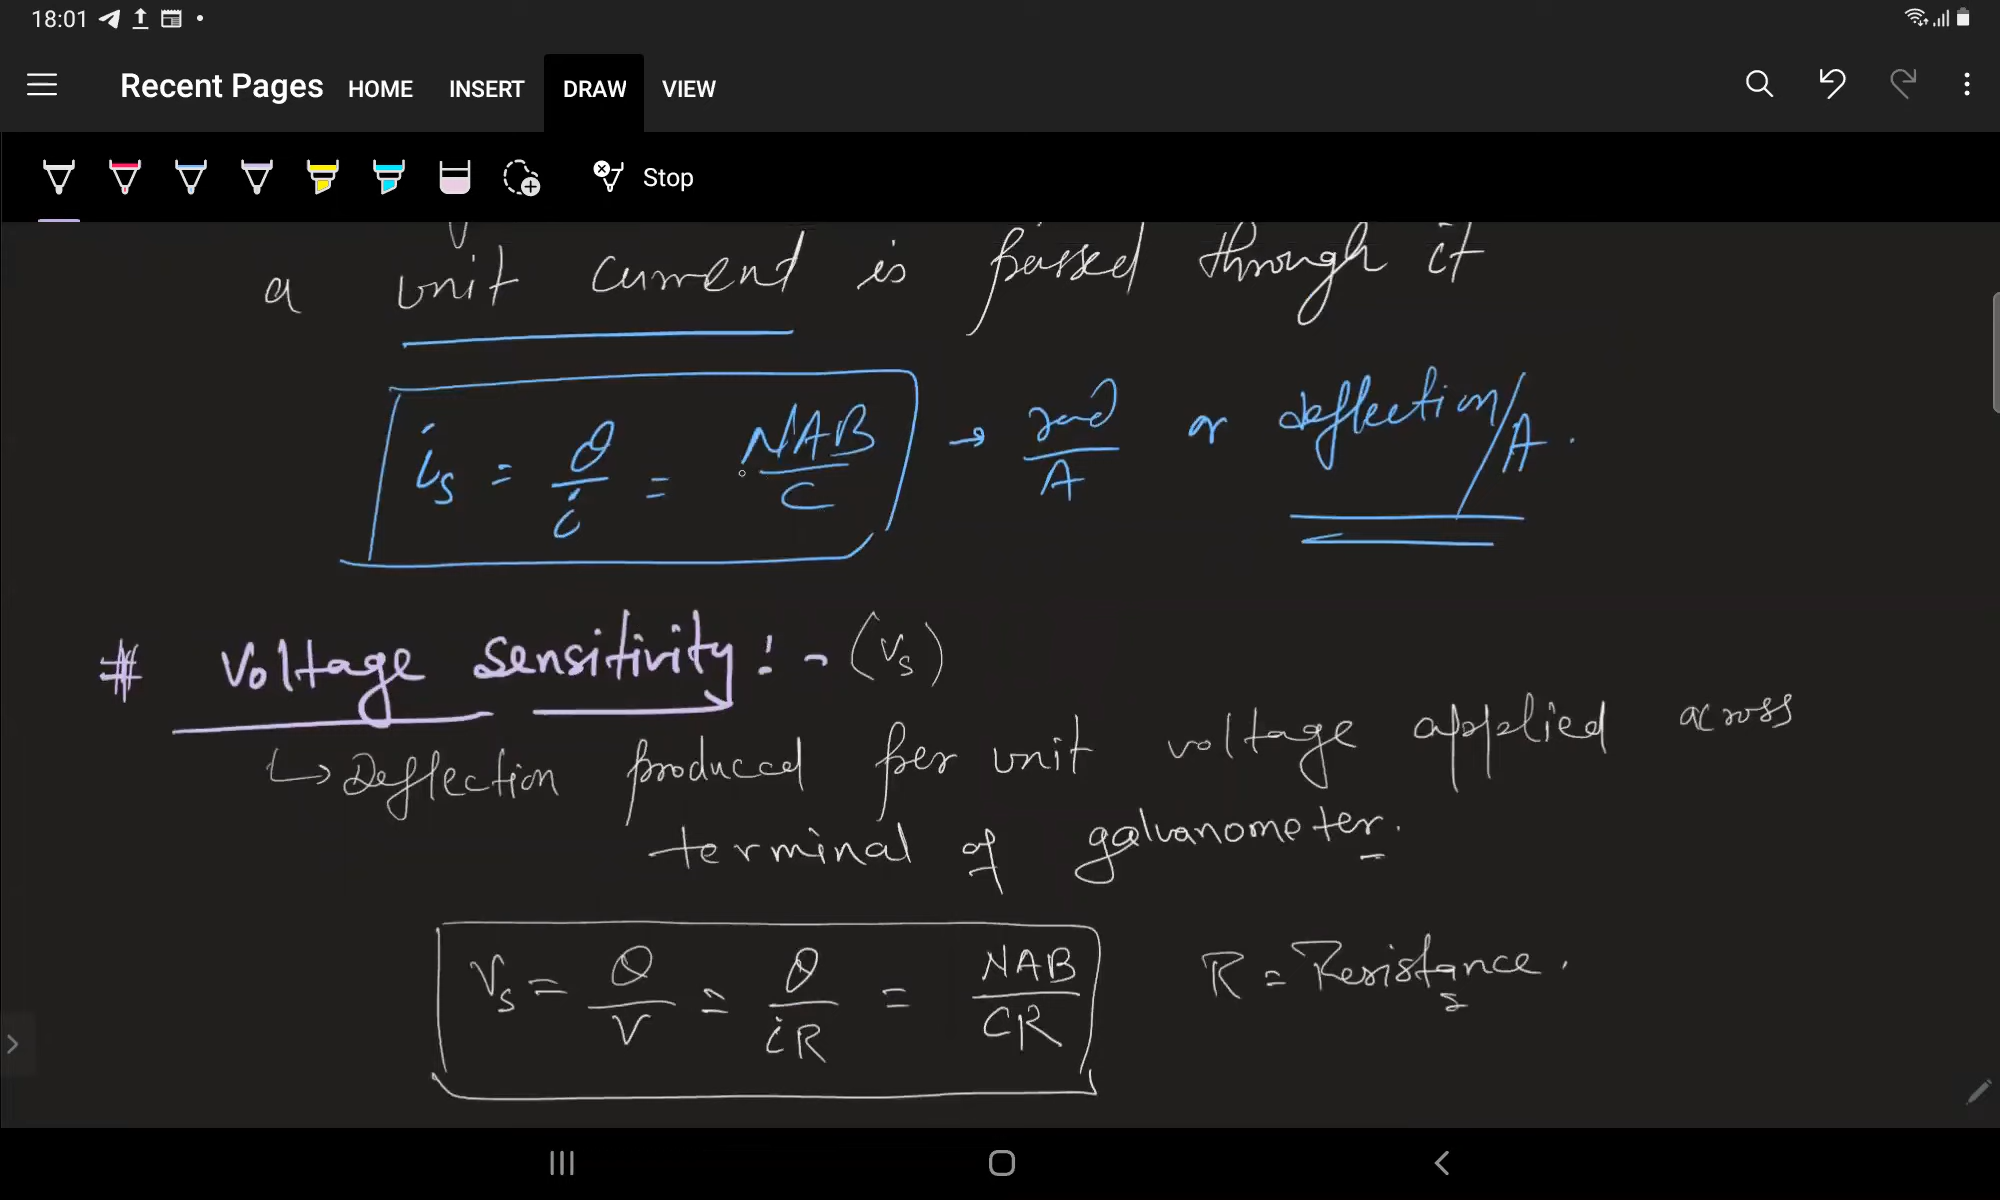 18:01
Recent Pages HOME INSERT DRAW VIEW
Stop
a unit current is passed through it
is = θ/i = NAB/C → rad/A or deflection/A.
# Voltage sensitivity :- (Vs)
↳ Deflection produced per unit voltage applied across
terminal of galvanometer.
Vs = θ/V = θ/iR = NAB/CR R = Resistance.